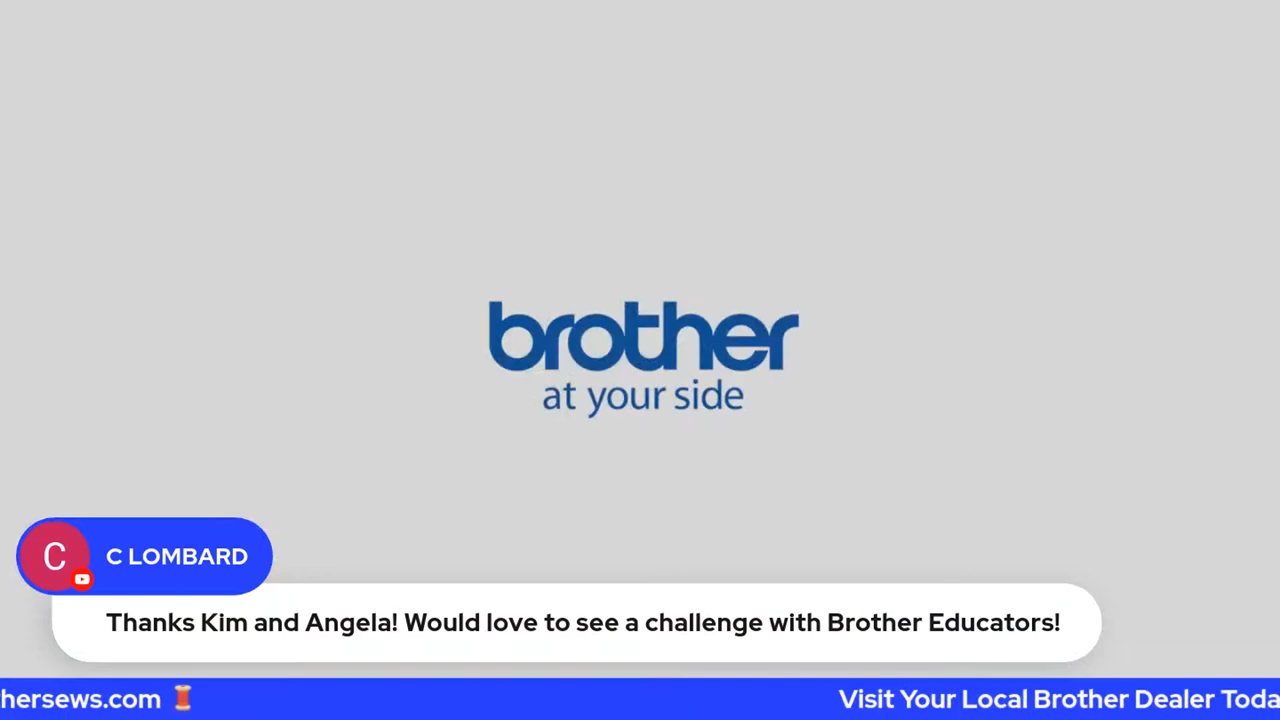 brother
at your side
C
C LOMBARD
Thanks Kim and Angela! Would love to see a challenge with Brother Educators!
hersews.com
Visit Your Local Brother Dealer Toda